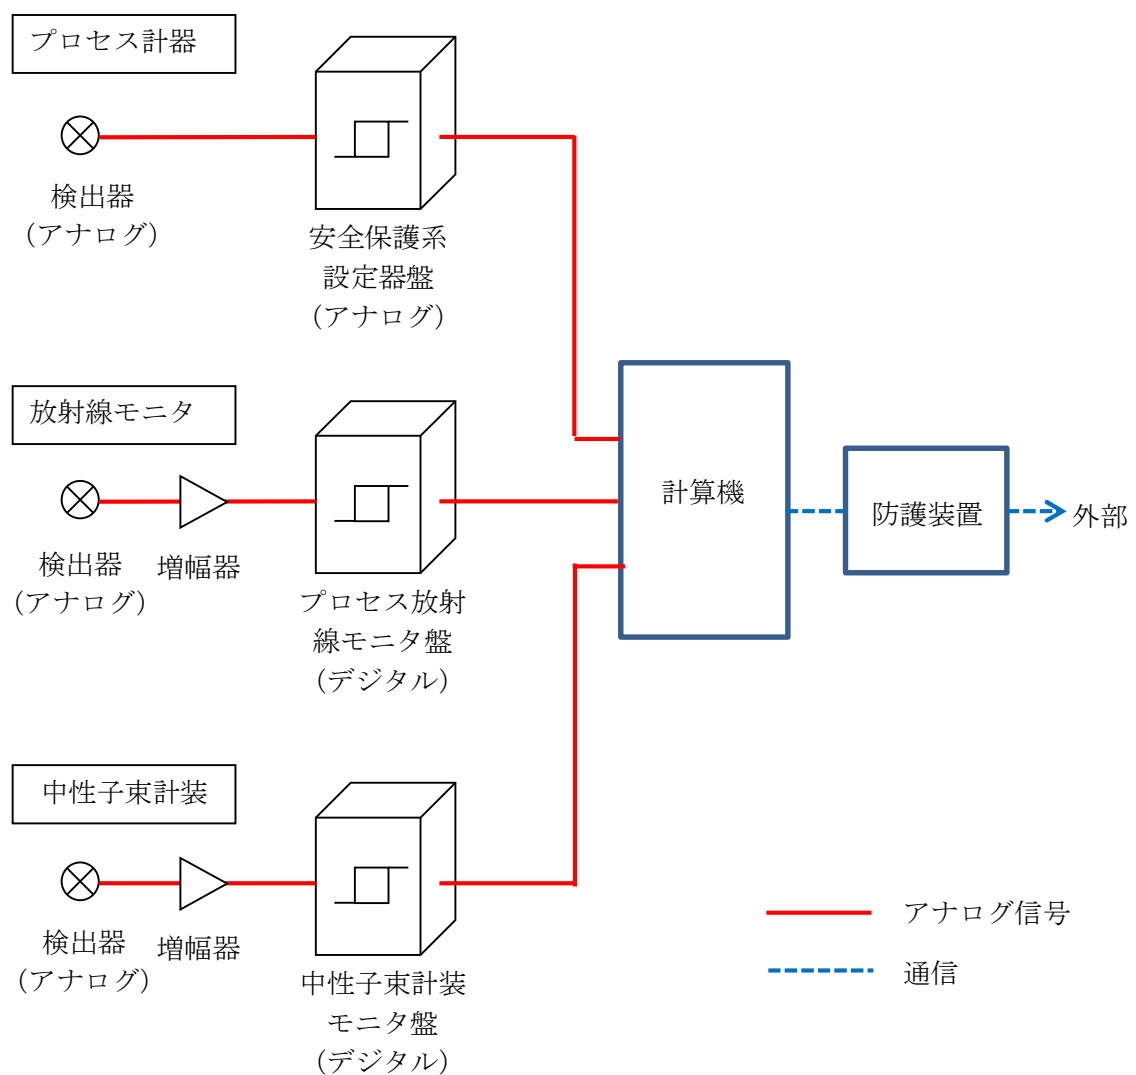 プロセス計器
検出器
(アナログ)
安全保護系
設定器盤
(アナログ)
放射線モニタ
検出器
(アナログ)
増幅器
プロセス放射
線モニタ盤
(デジタル)
中性子束計装
検出器
(アナログ)
増幅器
中性子束計装
モニタ盤
(デジタル)
計算機
防護装置
外部
アナログ信号
通信